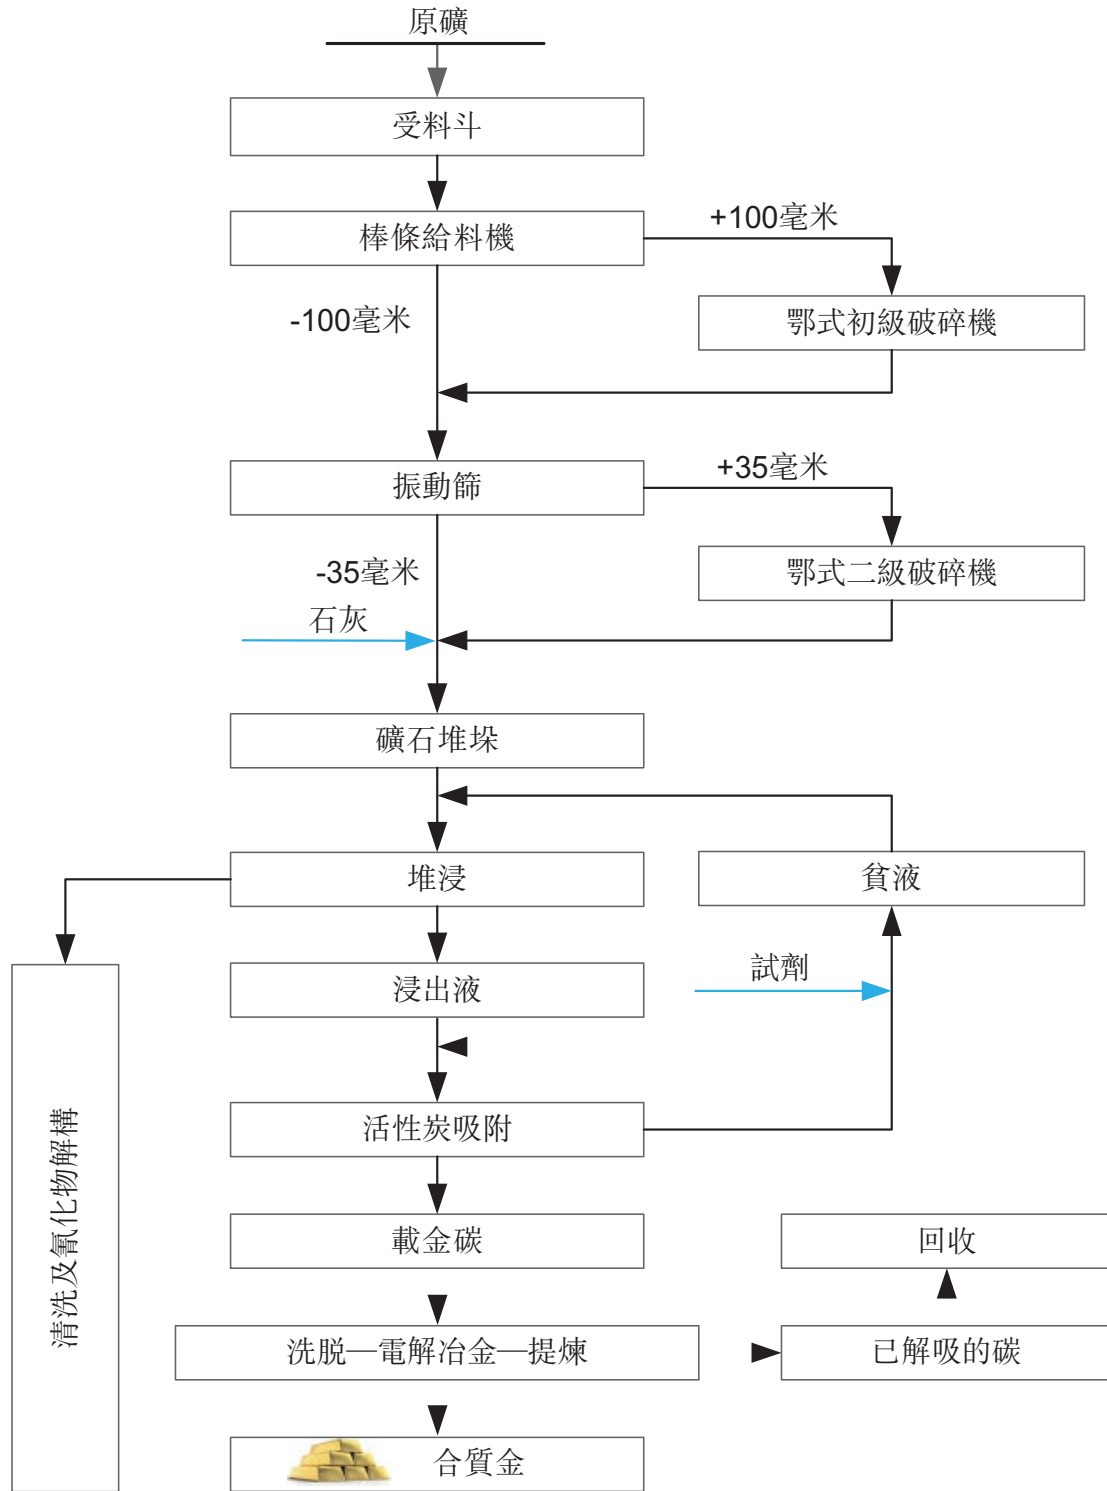 原礦
受料斗
棒條給料機
+100毫米
-100毫米
鄂式初級破碎機
振動篩
+35毫米
-35毫米
鄂式二級破碎機
石灰
礦石堆垛
堆浸
貧液
浸出液
試劑
活性炭吸附
清洗及氰化物解構
載金碳
回收
洗脫—電解冶金—提煉
已解吸的碳
合質金